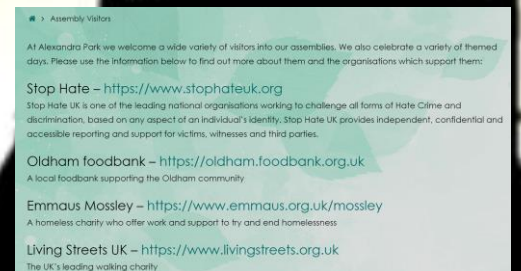 > Assembly Visitors
At Alexandra Park we welcome a wide variety of visitors into our assemblies. We also celebrate a variety of themed
days. Please use the information below to find out more about them and the organisations which support them:
Stop Hate – https://www.stophateuk.org
Stop Hate UK is one of the leading national organisations working to challenge all forms of Hate Crime and
discrimination, based on any aspect of an individual's identity. Stop Hate UK provides independent, confidential and
accessible reporting and support for victims, witnesses and third parties.
Oldham foodbank – https://oldham.foodbank.org.uk
A local foodbank supporting the Oldham community
Emmaus Mossley – https://www.emmaus.org.uk/mossley
A homeless charity who offer work and support to try and end homelessness
Living Streets UK – https://www.livingstreets.org.uk
The UK's leading walking charity